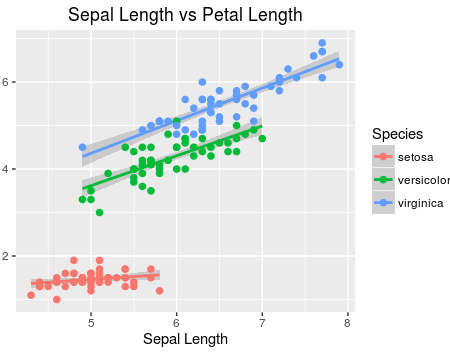 Sepal Length vs Petal Length
6
4
2
5 6 7 8
Sepal Length
Species
setosa
versicolor
virginica